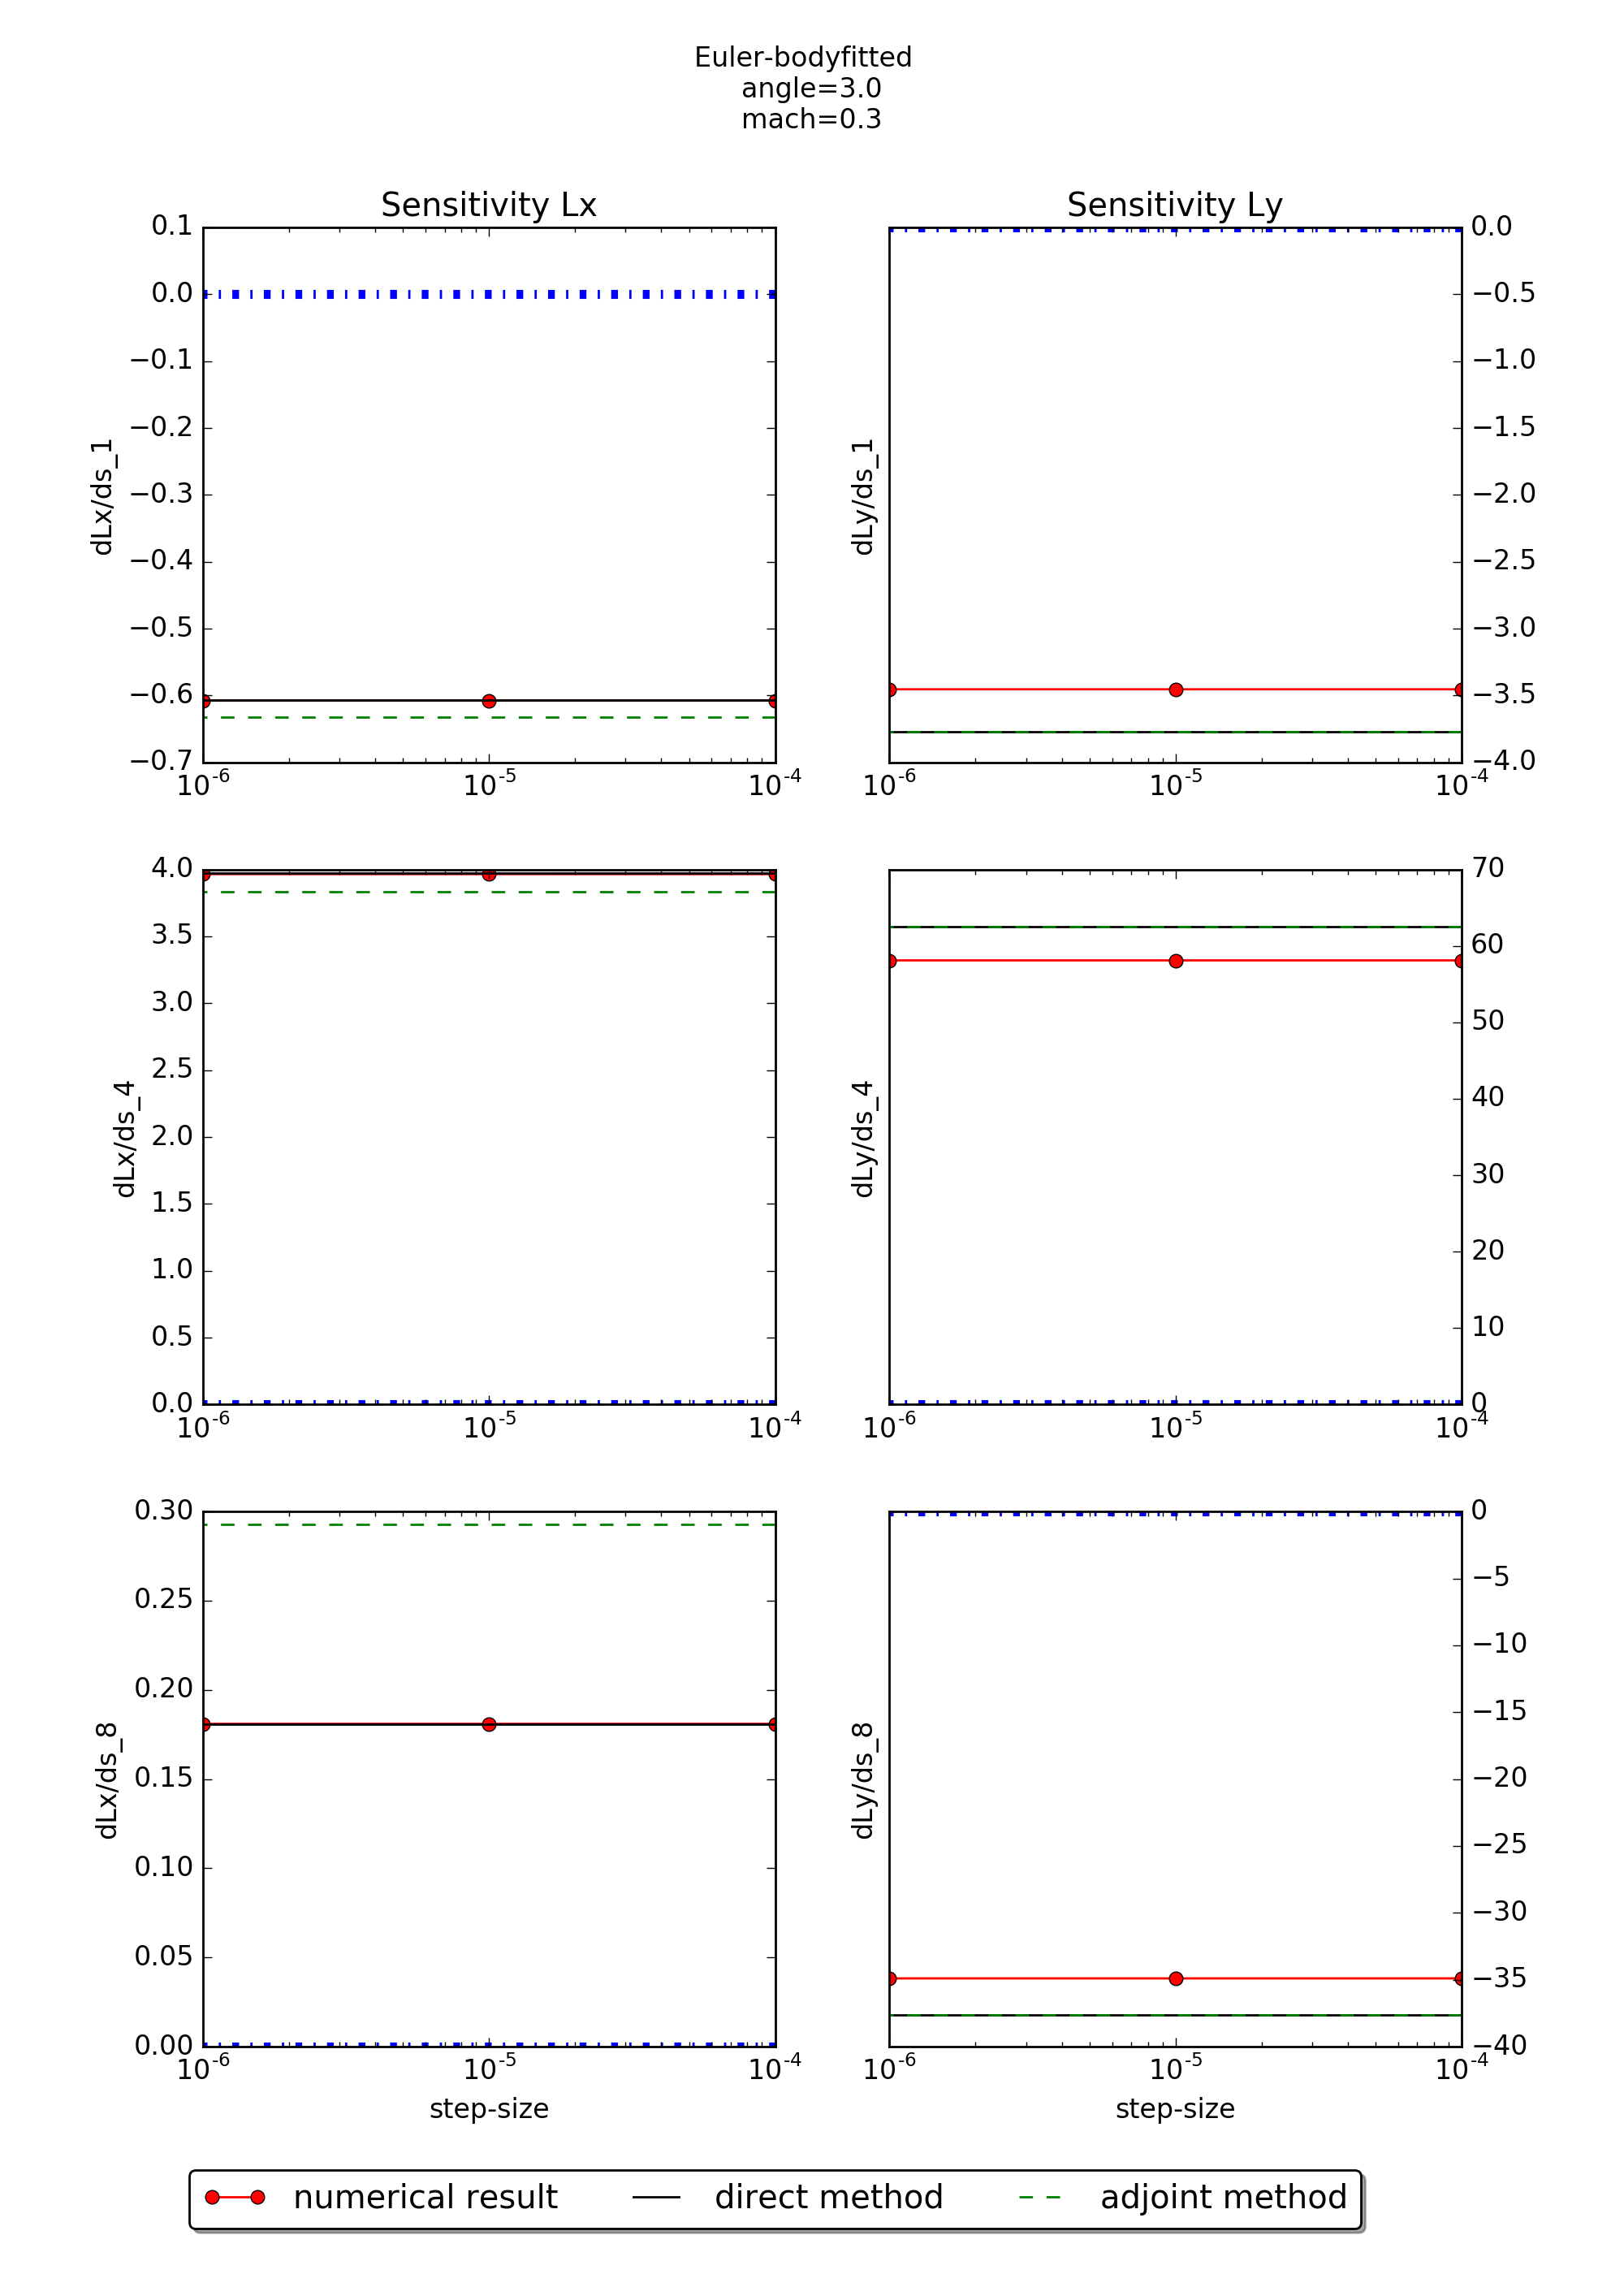 Euler-bodyfitted
angle=3.0
mach=0.3
Sensitivity Lx
0.1
0.0
−0.1
−0.2
−0.3
−0.4
−0.5
−0.6
−0.7
dLx/ds_1
10-6 10-5 10-4
Sensitivity Ly
0.0
−0.5
−1.0
−1.5
−2.0
−2.5
−3.0
−3.5
−4.0
dLy/ds_1
10-6 10-5 10-4
4.0
3.5
3.0
2.5
2.0
1.5
1.0
0.5
0.0
dLx/ds_4
10-6 10-5 10-4
70
60
50
40
30
20
10
0
dLy/ds_4
10-6 10-5 10-4
0.30
0.25
0.20
0.15
0.10
0.05
0.00
dLx/ds_8
10-6 10-5 10-4
step-size
0
−5
−10
−15
−20
−25
−30
−35
−40
dLy/ds_8
10-6 10-5 10-4
step-size
numerical result direct method adjoint method